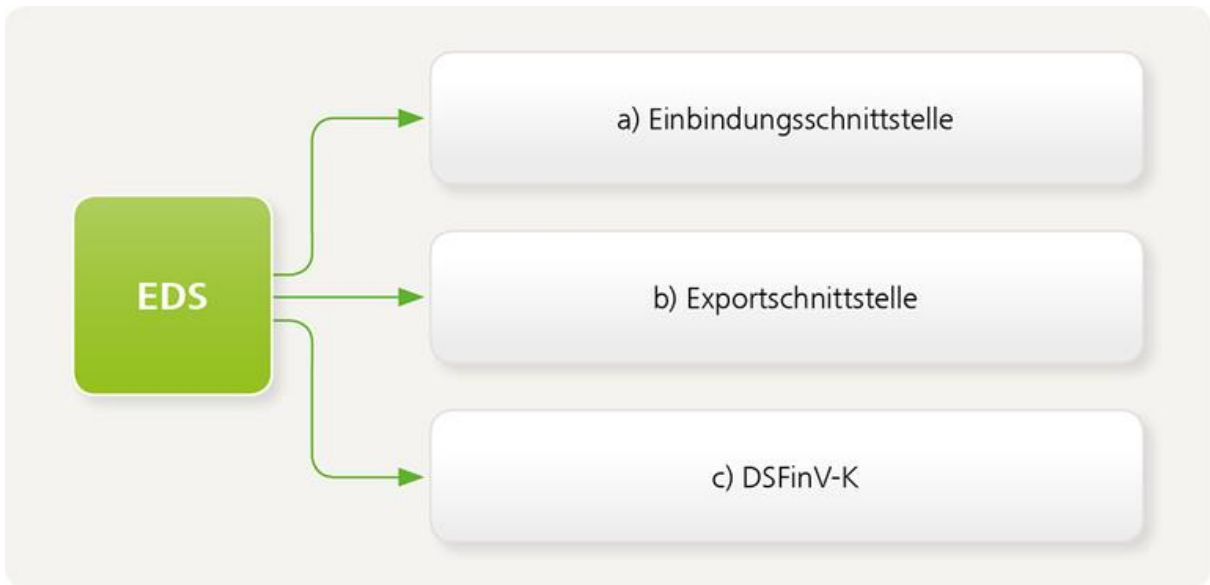 EDS
a) Einbindungsschnittstelle
b) Exportschnittstelle
c) DSFinV-K